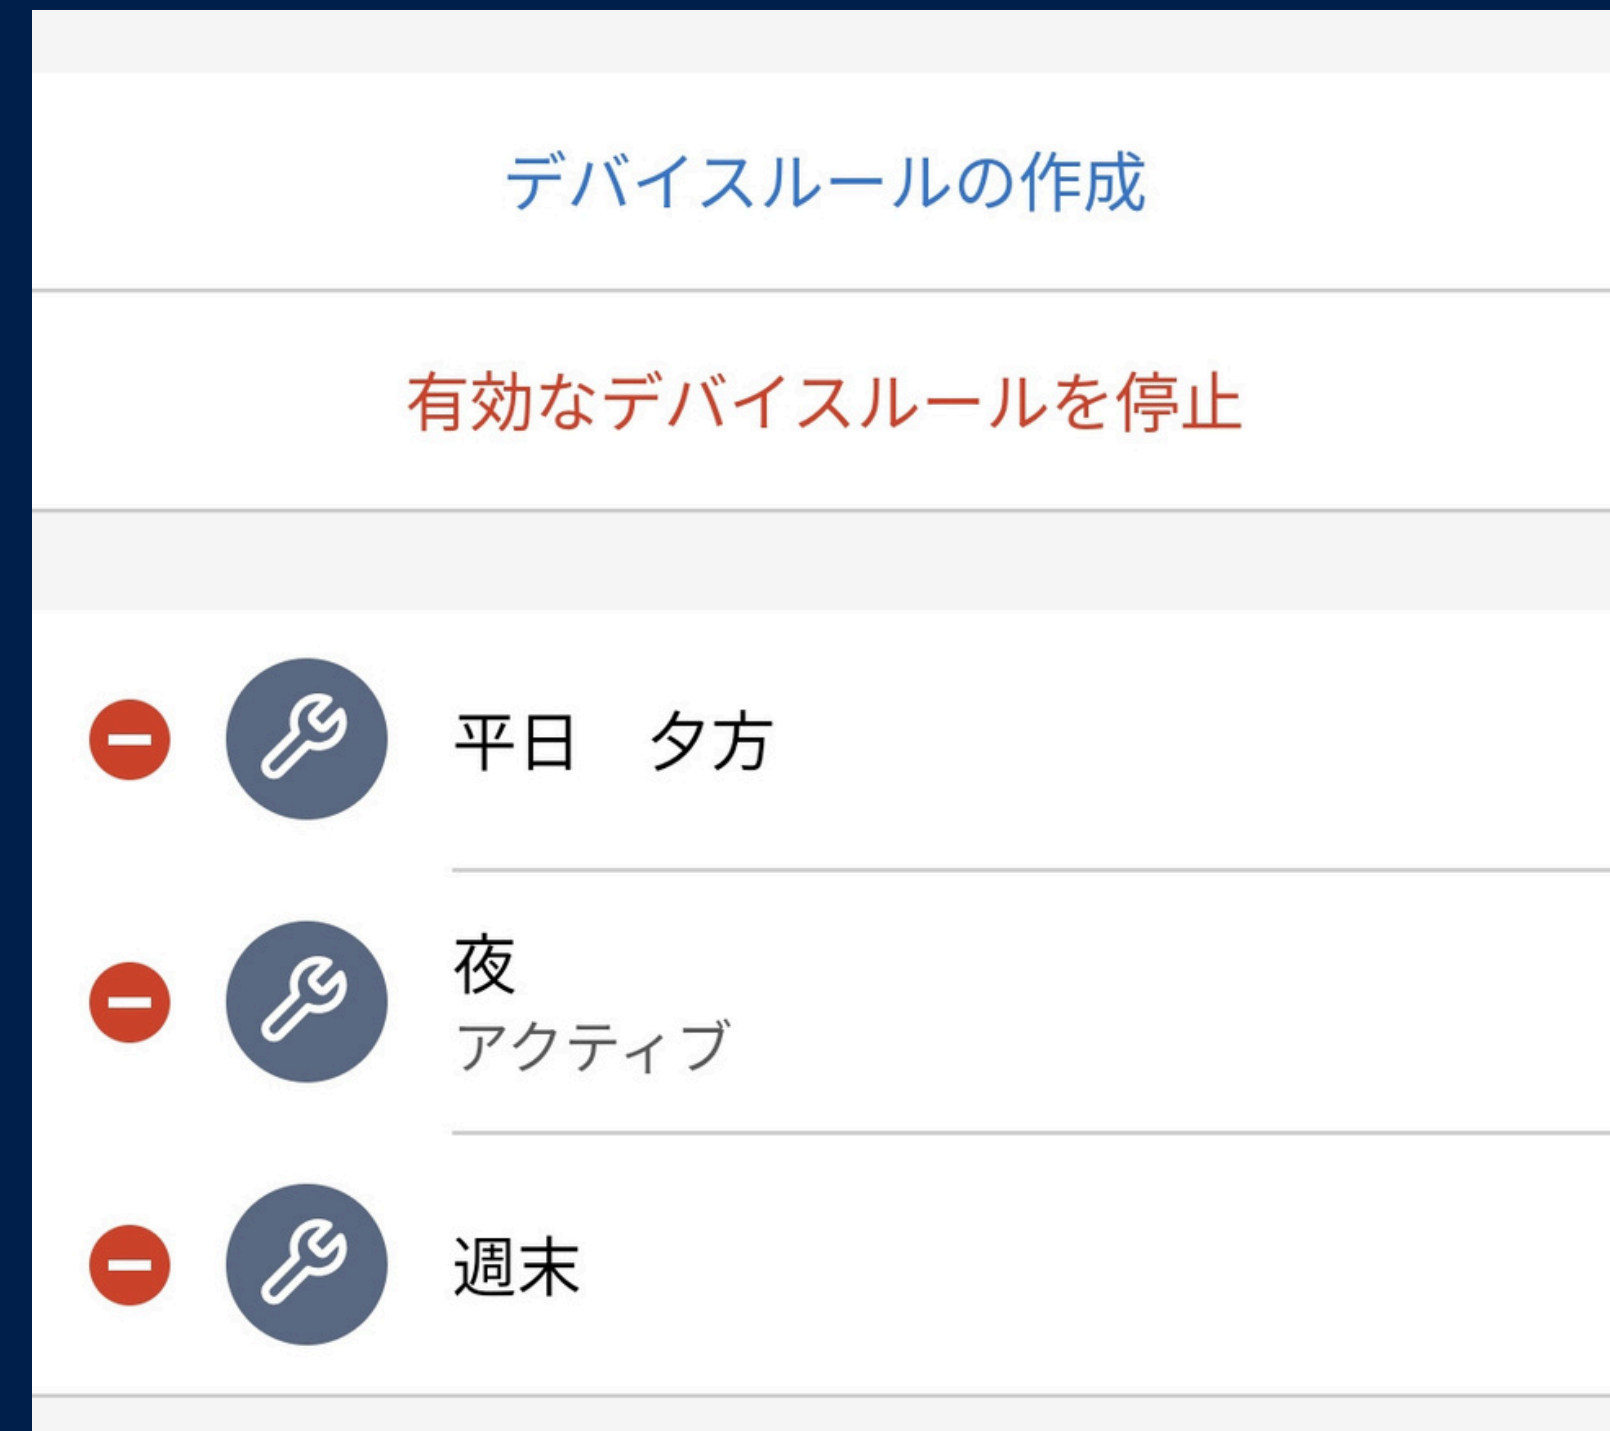 デバイスルールの作成
有効なデバイスルールを停止
平日　夕方
夜
アクティブ
週末